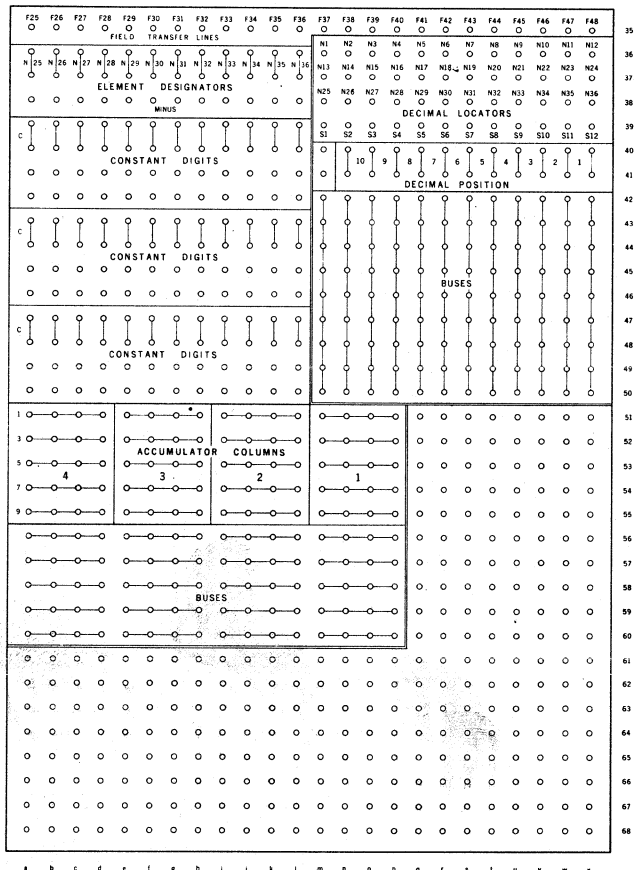 F25 F26 F27 F28 F29 F30 F31 F32 F33 F34 F35 F36 F37 F38 F39 F40 F41 F42 F43 F44 F45 F46 F47 F48
35
FIELD TRANSFER LINES
N1 N2 N3 N4 N5 N6 N7 N8 N9 N10 N11 N12
36
N 25 N 26 N 27 N 28 N 29 N 30 N 31 N 32 N 33 N 34 N 35 N 36
N13 N14 N15 N16 N17 N18 N19 N20 N21 N22 N23 N24
37
ELEMENT DESIGNATORS
N25 N26 N27 N28 N29 N30 N31 N32 N33 N34 N35 N36
38
MINUS
DECIMAL LOCATORS
39
S1 S2 S3 S4 S5 S6 S7 S8 S9 S10 S11 S12
C
40
CONSTANT DIGITS
10 9 8 7 6 5 4 3 2 1
41
DECIMAL POSITION
42
43
C
44
CONSTANT DIGITS
45
BUSES
46
47
C
48
CONSTANT DIGITS
49
50
1
51
3
52
ACCUMULATOR COLUMNS
5
53
4 3 2 1
7
54
9
55
56
57
58
BUSES
59
60
61
62
63
64
65
66
67
68